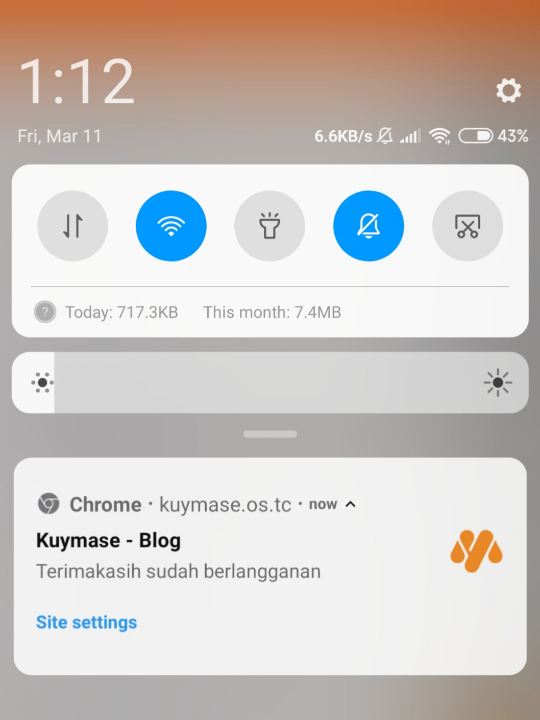 1:12
Fri, Mar 11
6.6KB/s 43%
Today: 717.3KB This month: 7.4MB
Chrome · kuymase.os.tc · now
Kuymase - Blog
Terimakasih sudah berlangganan
Site settings